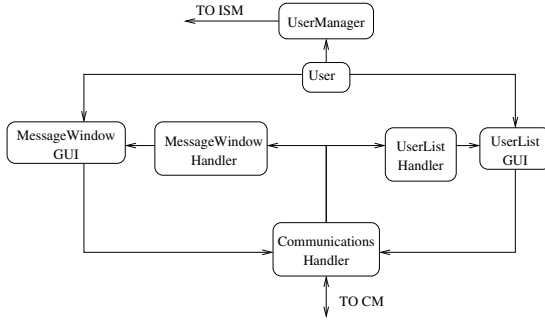 TO ISM
UserManager
User
MessageWindow
GUI
MessageWindow
Handler
UserList
Handler
UserList
GUI
Communications
Handler
TO CM